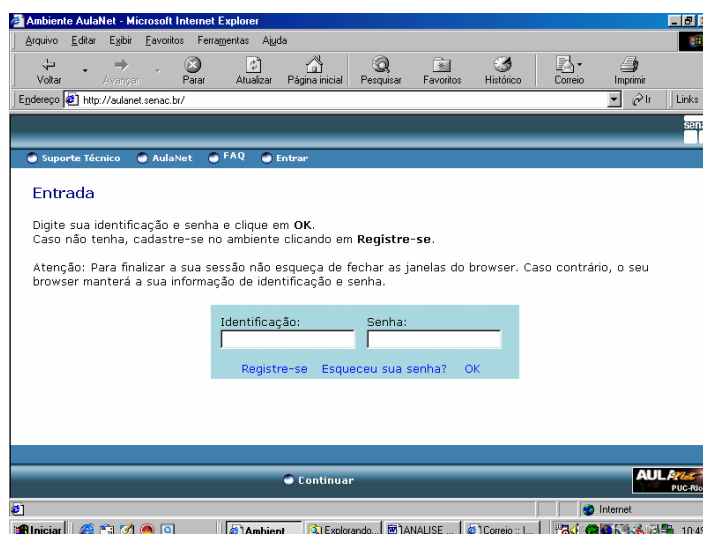 Ambiente AulaNet - Microsoft Internet Explorer
Arquivo Editar Exibir Favoritos Ferramentas Ajuda
Voltar Avançar Parar Atualizar Página inicial Pesquisar Favoritos Histórico Correio Imprimir
Endereço http://aulanet.senac.br/ Ir Links
Suporte Técnico AulaNet FAQ Entrar
Entrada
Digite sua identificação e senha e clique em OK.
Caso não tenha, cadastre-se no ambiente clicando em Registre-se.
Atenção: Para finalizar a sua sessão não esqueça de fechar as janelas do browser. Caso contrário, o seu
browser manterá a sua informação de identificação e senha.
Identificação: Senha:
Registre-se Esqueceu sua senha? OK
Continuar
AULANet
PUC-Rio
Internet
Iniciar Ambient... Explorando... ANALISE ... Correio :: I... 10:49